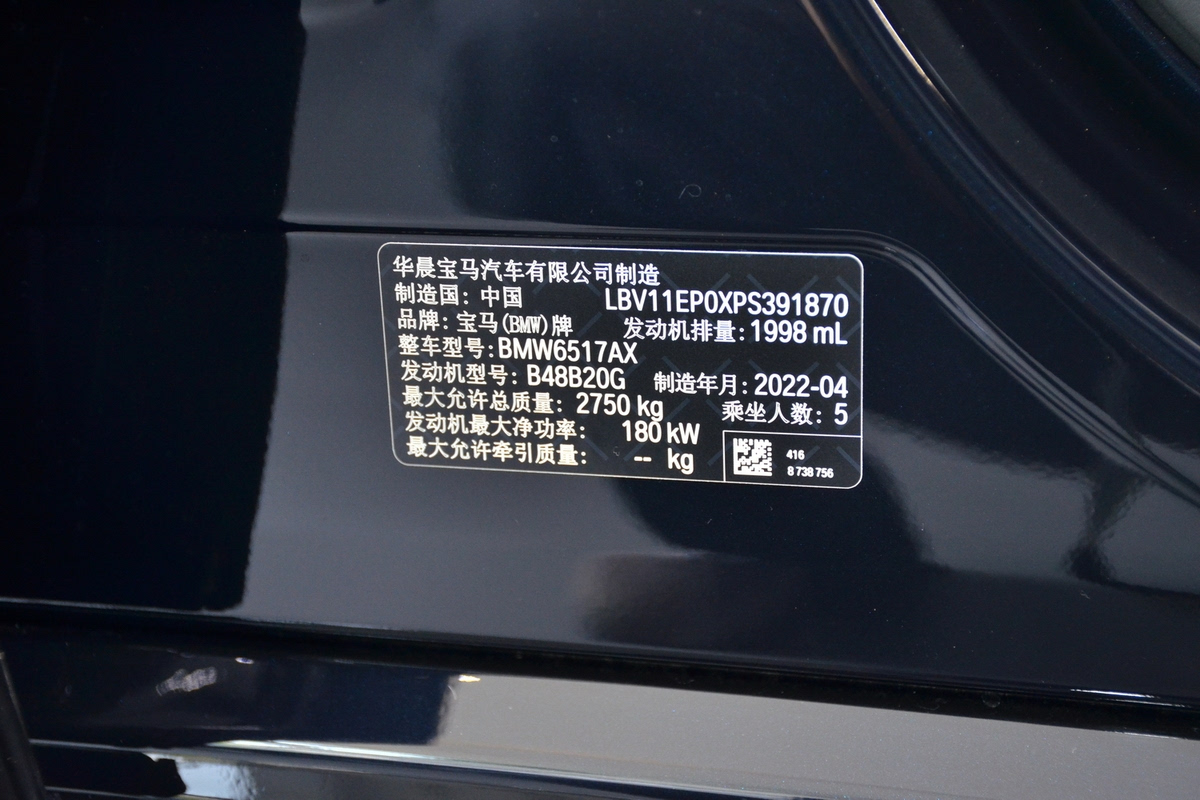 华晨宝马汽车有限公司制造
制造国：中国 LBV11EP0XPS391870
品牌：宝马(BMW)牌 发动机排量：1998 mL
整车型号：BMW6517AX
发动机型号：B48B20G 制造年月：2022-04
最大允许总质量：2750 kg 乘坐人数：5
发动机最大净功率：180 kW
最大允许牵引质量：-- kg
416
8 738 756